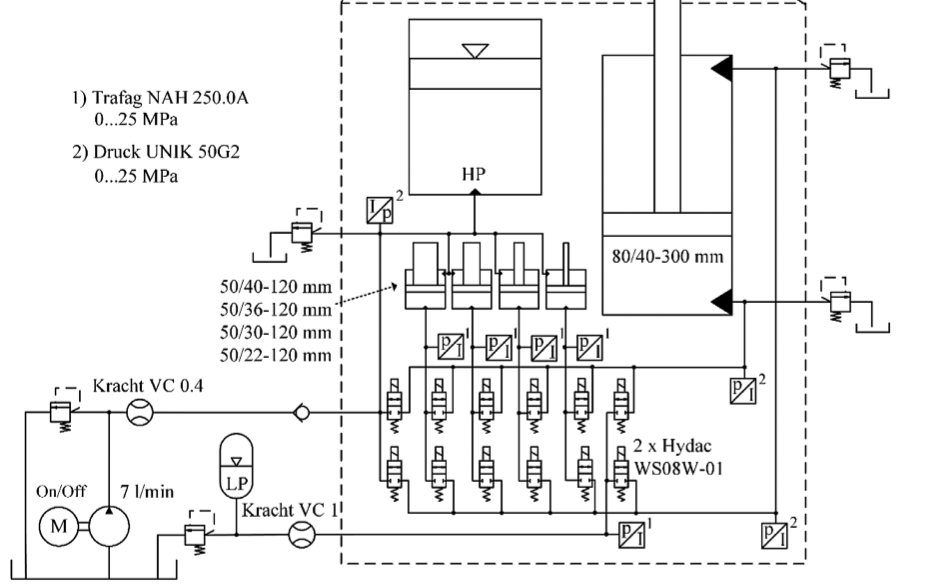 1) Trafag NAH 250.0A
0...25 MPa
2) Druck UNIK 50G2
0...25 MPa
HP
I
p
2
80/40-300 mm
50/40-120 mm
50/36-120 mm
50/30-120 mm
50/22-120 mm
p
I
1
p
I
1
p
I
1
p
I
1
p
I
2
Kracht VC 0.4
2 x Hydac
WS08W-01
LP
On/Off
7 l/min
Kracht VC 1
M
p
I
1
p
I
2